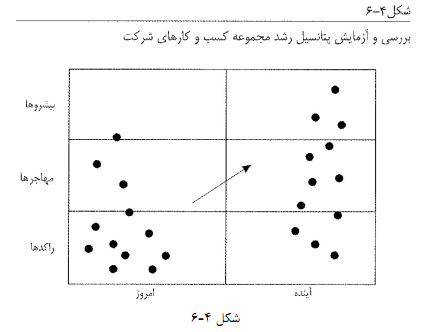 شکل ۴-۶
بررسی و آزمایش پتانسیل رشد مجموعه کسب و کارهای شرکت
پیشروها
مهاجرها
راکدها
امروز
آینده
شکل ۴-۶